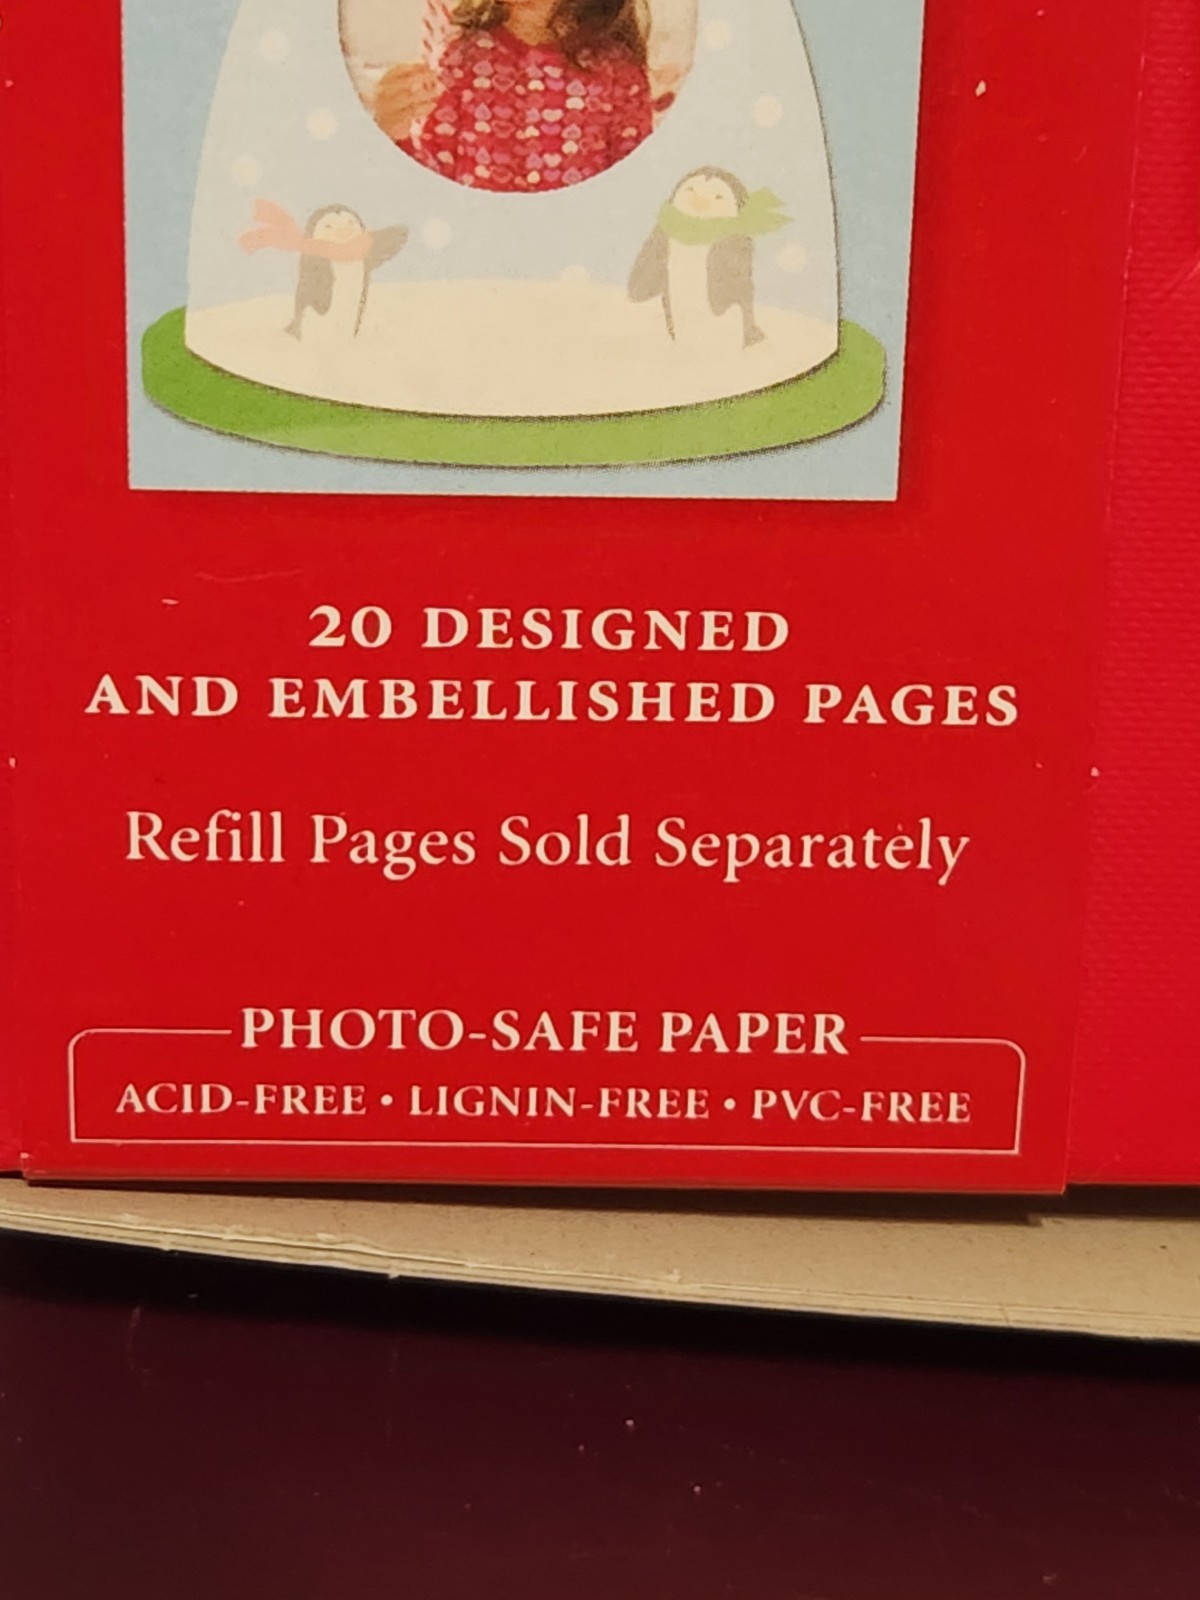 20 DESIGNED
AND EMBELLISHED PAGES
Refill Pages Sold Separately
PHOTO-SAFE PAPER
ACID-FREE • LIGNIN-FREE • PVC-FREE